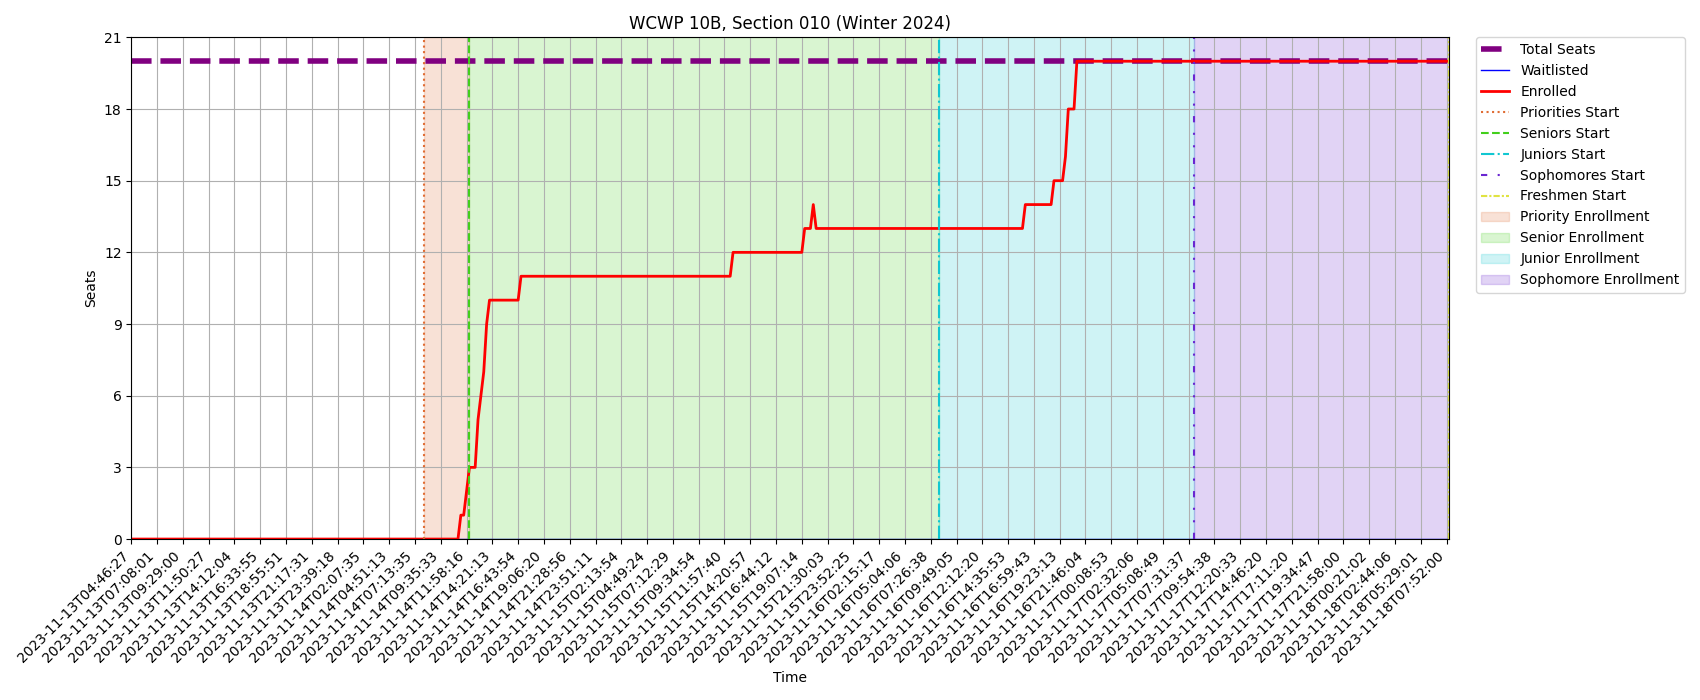 WCWP 10B, Section 010 (Winter 2024)
21
18
15
12
9
6
3
0
Seats
2023-11-13T04:46:27
2023-11-13T07:08:01
2023-11-13T09:29:00
2023-11-13T11:50:27
2023-11-13T14:12:04
2023-11-13T16:33:55
2023-11-13T18:55:51
2023-11-13T21:17:31
2023-11-13T23:39:18
2023-11-14T02:07:35
2023-11-14T04:51:13
2023-11-14T07:13:35
2023-11-14T09:35:33
2023-11-14T11:58:16
2023-11-14T14:21:13
2023-11-14T16:43:54
2023-11-14T19:06:20
2023-11-14T21:28:56
2023-11-14T23:51:11
2023-11-15T02:13:54
2023-11-15T04:49:24
2023-11-15T07:12:29
2023-11-15T09:34:54
2023-11-15T11:57:40
2023-11-15T14:20:57
2023-11-15T16:44:12
2023-11-15T19:07:14
2023-11-15T21:30:03
2023-11-15T23:52:25
2023-11-16T02:15:17
2023-11-16T05:04:06
2023-11-16T07:26:38
2023-11-16T09:49:05
2023-11-16T12:12:20
2023-11-16T14:35:53
2023-11-16T16:59:43
2023-11-16T19:23:13
2023-11-16T21:46:04
2023-11-17T00:08:53
2023-11-17T02:32:06
2023-11-17T05:08:49
2023-11-17T07:31:37
2023-11-17T09:54:38
2023-11-17T12:20:33
2023-11-17T14:46:20
2023-11-17T17:11:20
2023-11-17T19:34:47
2023-11-17T21:58:00
2023-11-18T00:21:02
2023-11-18T02:44:06
2023-11-18T05:29:01
2023-11-18T07:52:00
Time
Total Seats
Waitlisted
Enrolled
Priorities Start
Seniors Start
Juniors Start
Sophomores Start
Freshmen Start
Priority Enrollment
Senior Enrollment
Junior Enrollment
Sophomore Enrollment